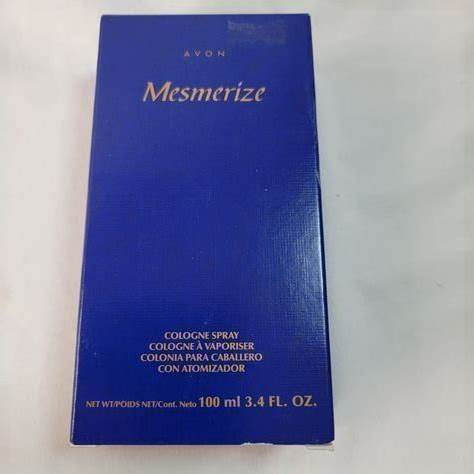 AVON
Mesmerize
COLOGNE SPRAY
COLOGNE À VAPORISER
COLONIA PARA CABALLERO
CON ATOMIZADOR
NET WT/POIDS NET/Cont. Neto 100 ml 3.4 FL. OZ.